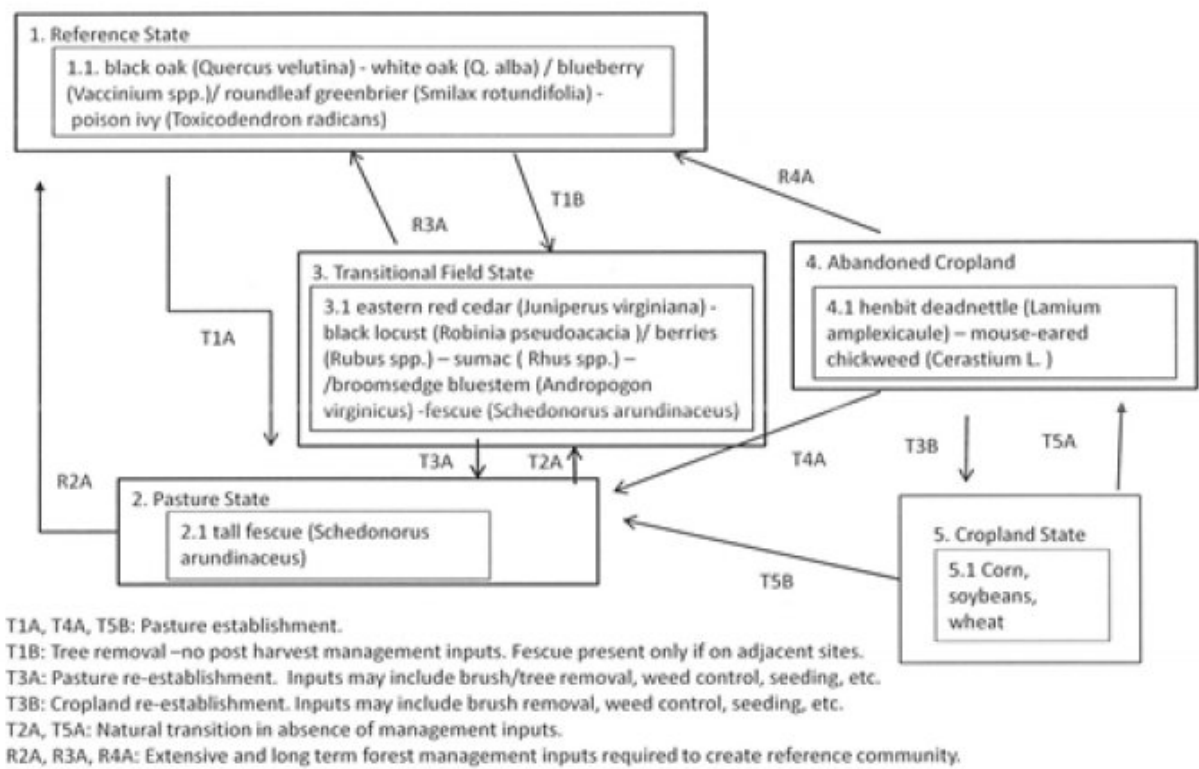 1. Reference State
1.1. black oak (Quercus velutina) - white oak (Q. alba) / blueberry
(Vaccinium spp.)/ roundleaf greenbrier (Smilax rotundifolia) -
poison ivy (Toxicodendron radicans)
R4A
T1B
R3A
3. Transitional Field State
3.1 eastern red cedar (Juniperus virginiana) -
black locust (Robinia pseudoacacia )/ berries
(Rubus spp.) – sumac ( Rhus spp.) –
/broomsedge bluestem (Andropogon
virginicus) -fescue (Schedonorus arundinaceus)
4. Abandoned Cropland
4.1 henbit deadnettle (Lamium
amplexicaule) – mouse-eared
chickweed (Cerastium L. )
T1A
T3A
T2A
T4A
T3B
T5A
R2A
2. Pasture State
2.1 tall fescue (Schedonorus
arundinaceus)
5. Cropland State
5.1 Corn,
soybeans,
wheat
T5B
T1A, T4A, T5B: Pasture establishment.
T1B: Tree removal –no post harvest management inputs. Fescue present only if on adjacent sites.
T3A: Pasture re-establishment. Inputs may include brush/tree removal, weed control, seeding, etc.
T3B: Cropland re-establishment. Inputs may include brush removal, weed control, seeding, etc.
T2A, T5A: Natural transition in absence of management inputs.
R2A, R3A, R4A: Extensive and long term forest management inputs required to create reference community.